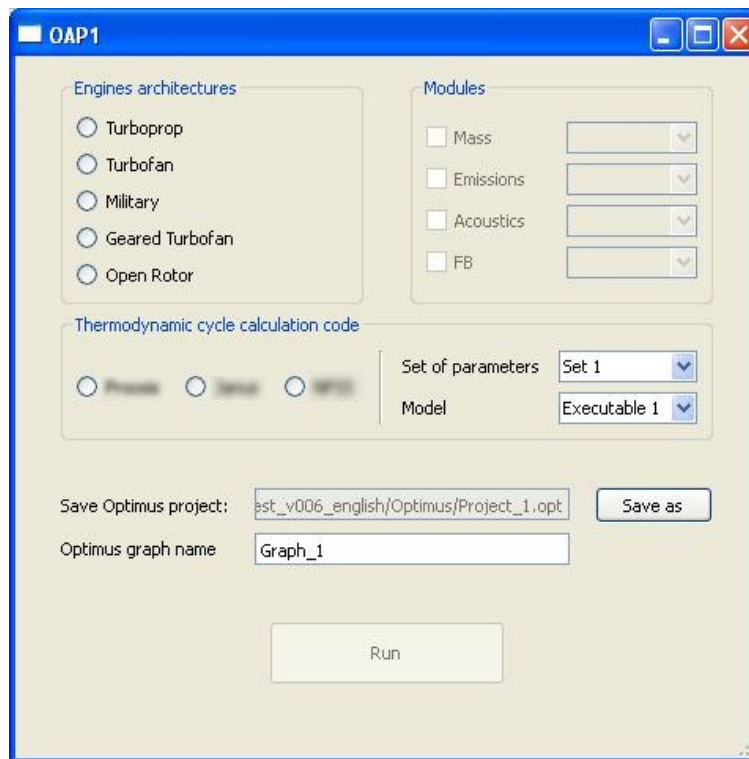 OAP1
Engines architectures
Turboprop
Turbofan
Military
Geared Turbofan
Open Rotor
Modules
Mass
Emissions
Acoustics
FB
Thermodynamic cycle calculation code
Set of parameters Set 1
Model Executable 1
Save Optimus project: est_v006_english/Optimus/Project_1.opt Save as
Optimus graph name Graph_1
Run